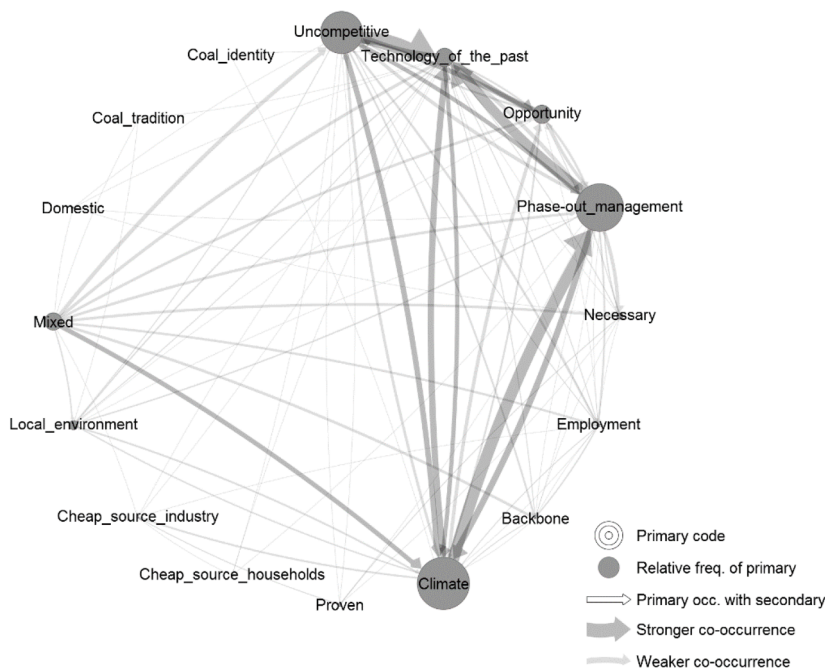 Uncompetitive
Coal_identity
Technology_of_the_past
Coal_tradition
Opportunity
Domestic
Phase-out_management
Mixed
Necessary
Local_environment
Employment
Cheap_source_industry
Backbone
Cheap_source_households
Climate
Proven
Primary code
Relative freq. of primary
Primary occ. with secondary
Stronger co-occurrence
Weaker co-occurrence